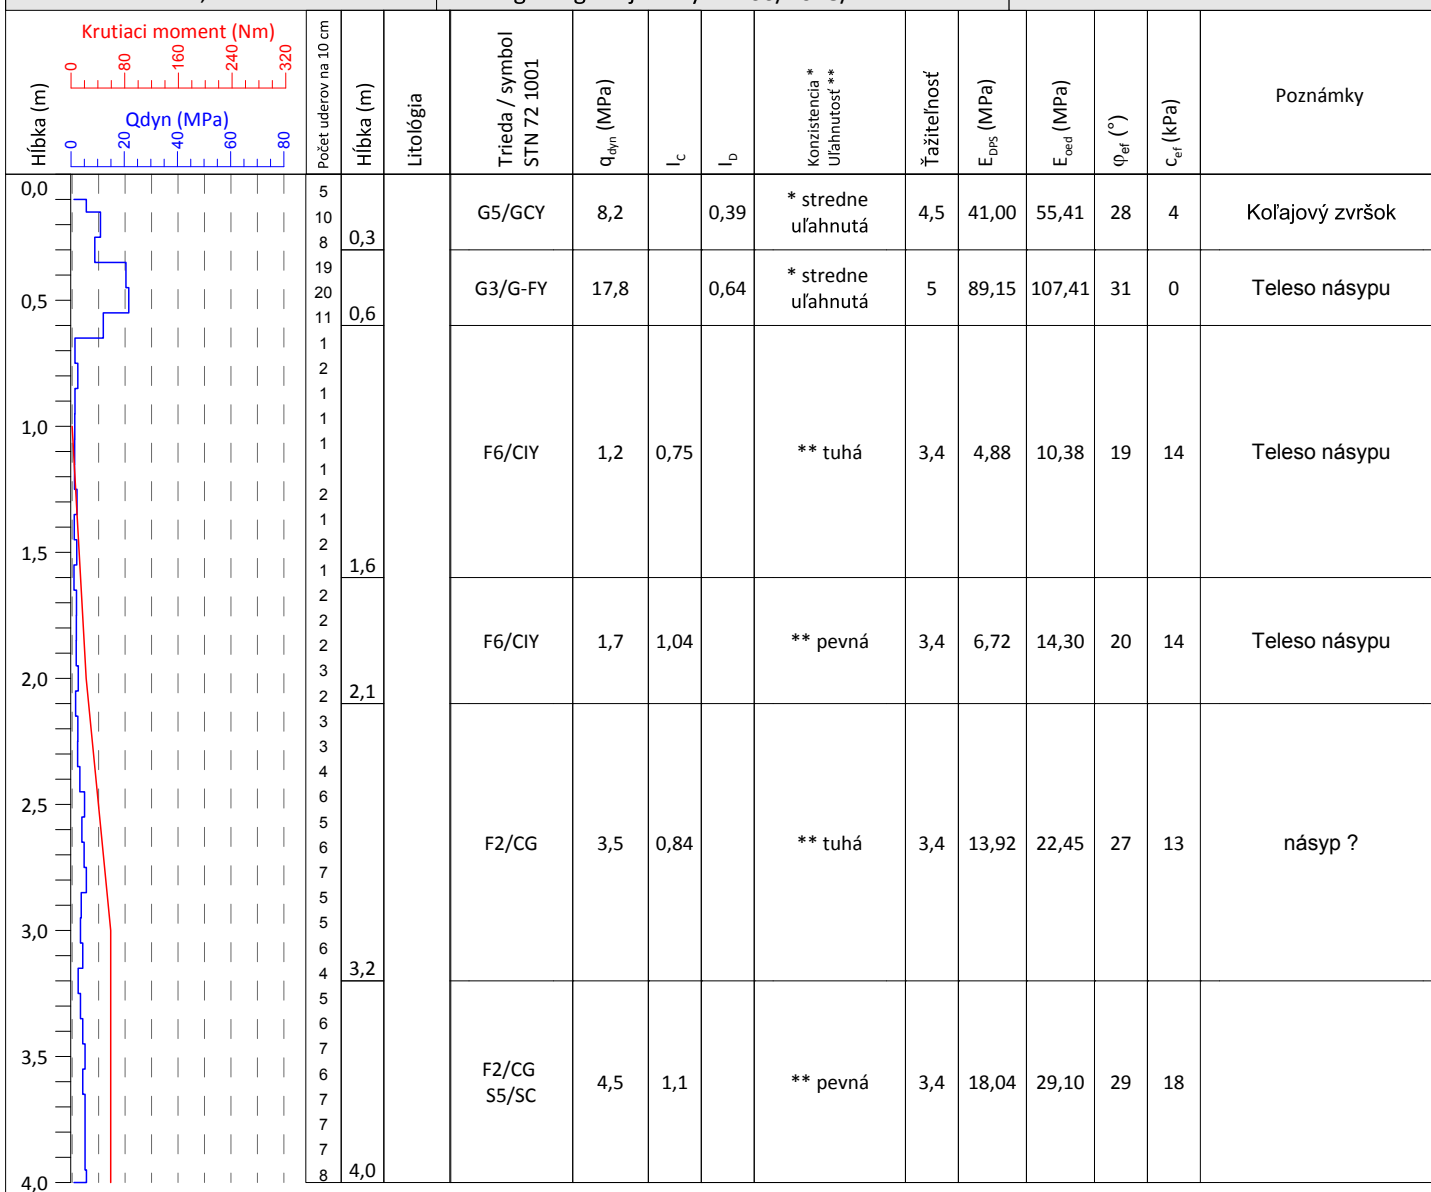 Krutiaci moment (Nm)
0 80 160 240 320
Qdyn (MPa)
0 20 40 60 80
Hĺbka (m)
Počet uderov na 10 cm
Hĺbka (m)
Litológia
Trieda / symbol
STN 72 1001
q dyn (MPa)
I C
I D
Konzistencia *
Uľahnutosť **
Ťažiteľnosť
E DPS (MPa)
E oed (MPa)
φ ef (°)
c ef (kPa)
Poznámky
0,0
0,5
1,0
1,5
2,0
2,5
3,0
3,5
4,0
5
10
8
19
20
11
1
2
1
1
1
1
2
1
2
1
2
2
2
3
2
3
3
4
6
5
6
7
5
5
6
4
5
6
7
6
7
7
7
8
0,3
0,6
1,6
2,1
3,2
4,0
G5/GCY 8,2 0,39 * stredne uľahnutá 4,5 41,00 55,41 28 4 Koľajový zvršok
G3/G-FY 17,8 0,64 * stredne uľahnutá 5 89,15 107,41 31 0 Teleso násypu
F6/CIY 1,2 0,75 ** tuhá 3,4 4,88 10,38 19 14 Teleso násypu
F6/CIY 1,7 1,04 ** pevná 3,4 6,72 14,30 20 14 Teleso násypu
F2/CG 3,5 0,84 ** tuhá 3,4 13,92 22,45 27 13 násyp ?
F2/CG S5/SC 4,5 1,1 ** pevná 3,4 18,04 29,10 29 18